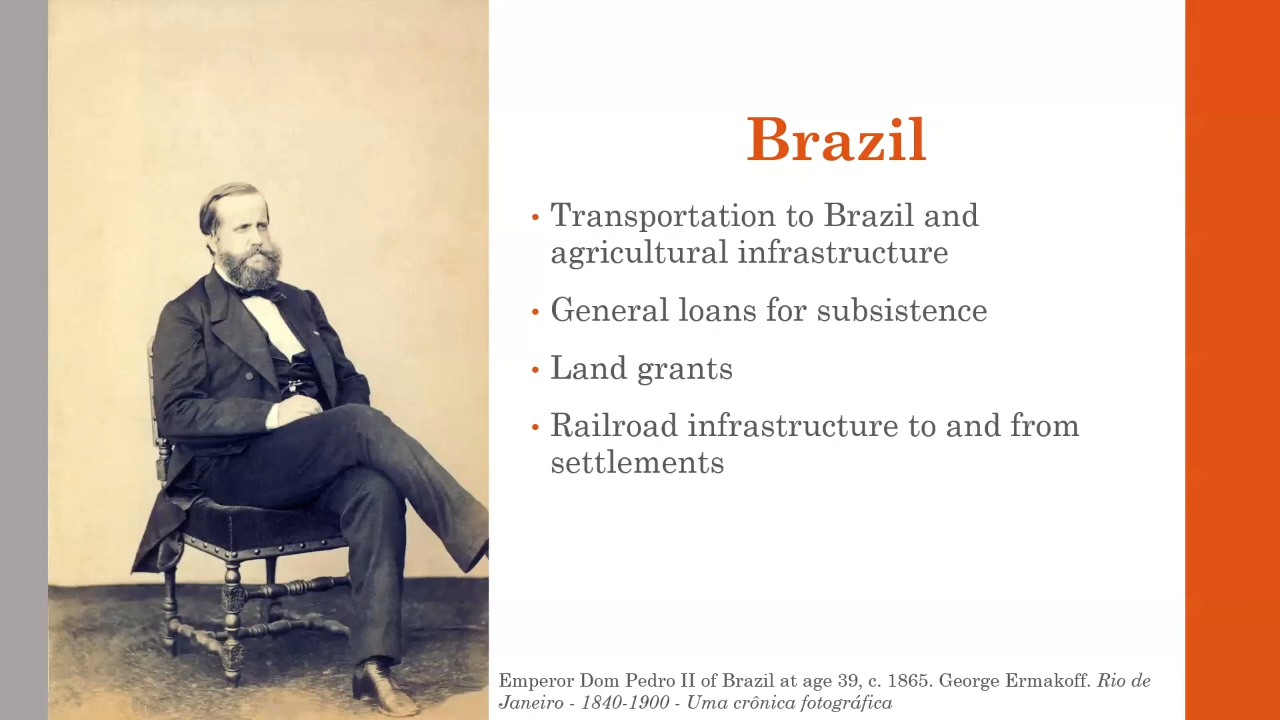 Brazil
• Transportation to Brazil and
agricultural infrastructure
• General loans for subsistence
• Land grants
• Railroad infrastructure to and from
settlements
Emperor Dom Pedro II of Brazil at age 39, c. 1865. George Ermakoff. Rio de
Janeiro - 1840-1900 - Uma crônica fotográfica